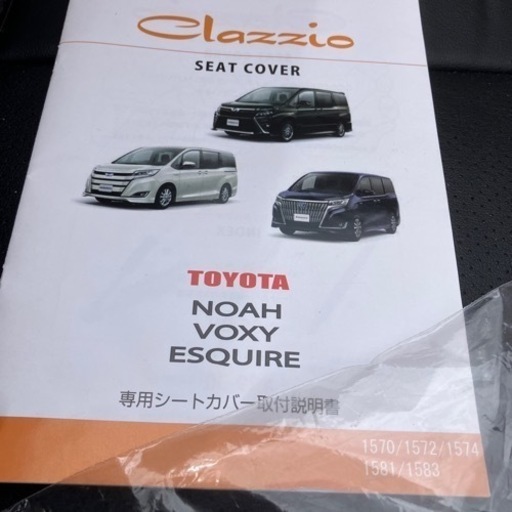 Clazzio
SEAT COVER
TOYOTA
NOAH
VOXY
ESQUIRE
専用シートカバー取付説明書
1570/1572/1574
1581/1583